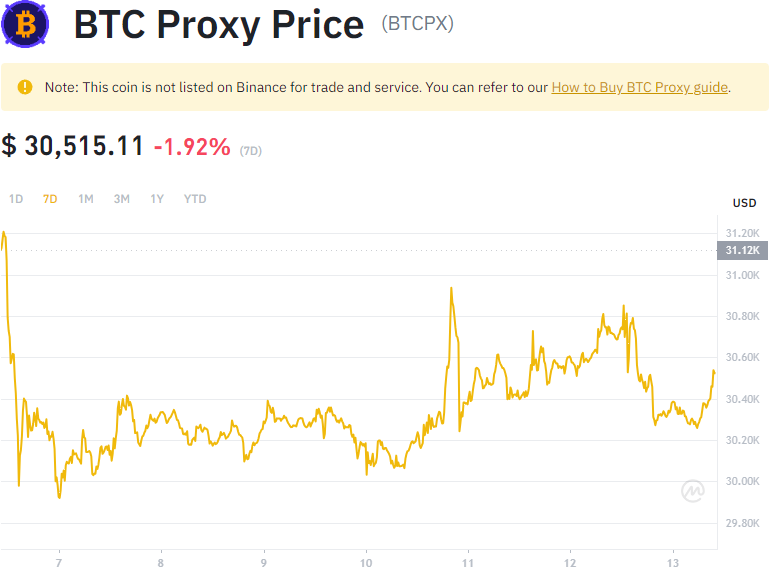 BTC Proxy Price (BTCPX)
Note: This coin is not listed on Binance for trade and service. You can refer to our How to Buy BTC Proxy guide.
$ 30,515.11 -1.92% (7D)
1D 7D 1M 3M 1Y YTD
USD
31.20K
31.12K
31.00K
30.80K
30.60K
30.40K
30.20K
30.00K
29.80K
7 8 9 10 11 12 13